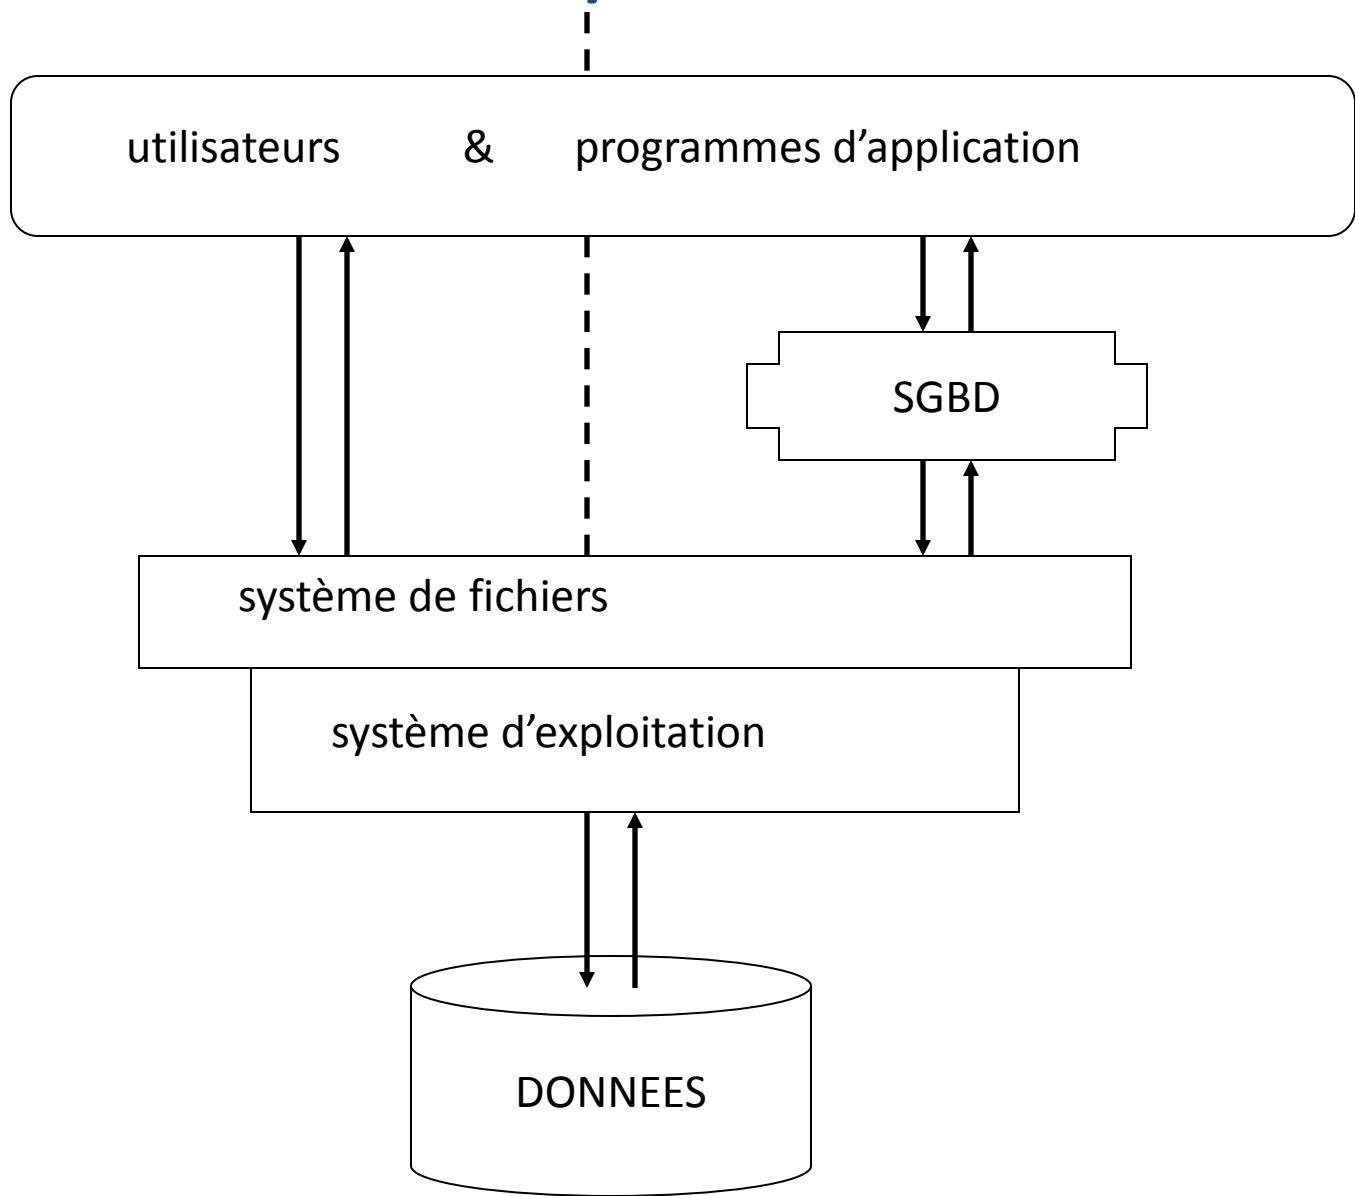 utilisateurs & programmes d’application
SGBD
système de fichiers
système d’exploitation
DONNEES